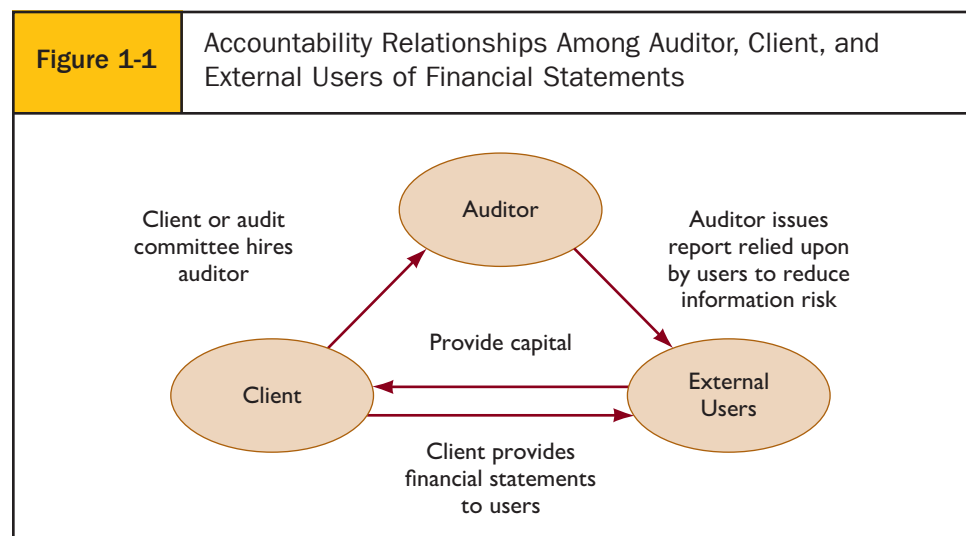 Figure 1-1
Accountability Relationships Among Auditor, Client, and
External Users of Financial Statements
Auditor
Client or audit
committee hires
auditor
Auditor issues
report relied upon
by users to reduce
information risk
Provide capital
Client
External
Users
Client provides
financial statements
to users